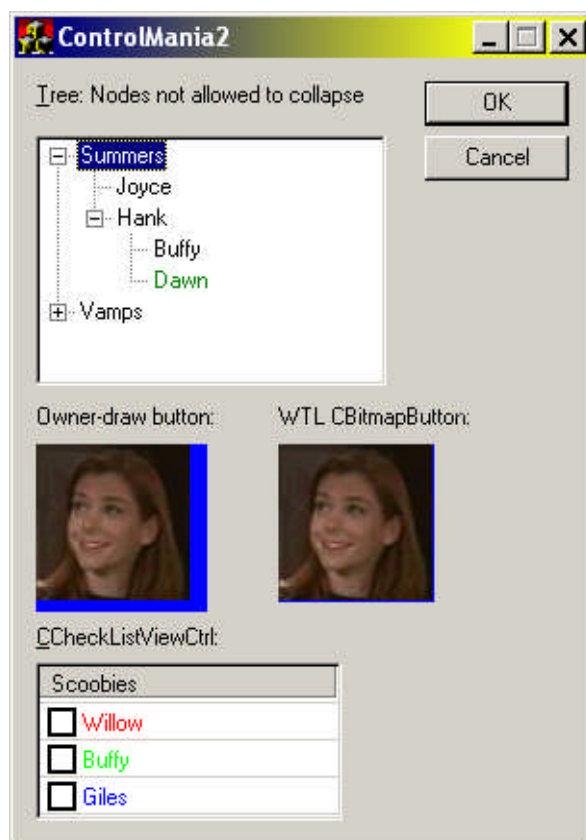 ControlMania2
Tree: Nodes not allowed to collapse
OK
Cancel
Summers
Joyce
Hank
Buffy
Dawn
Vamps
Owner-draw button:
WTL CBitmapButton:
CCheckListViewCtrl:
Scoobies
Willow
Buffy
Giles